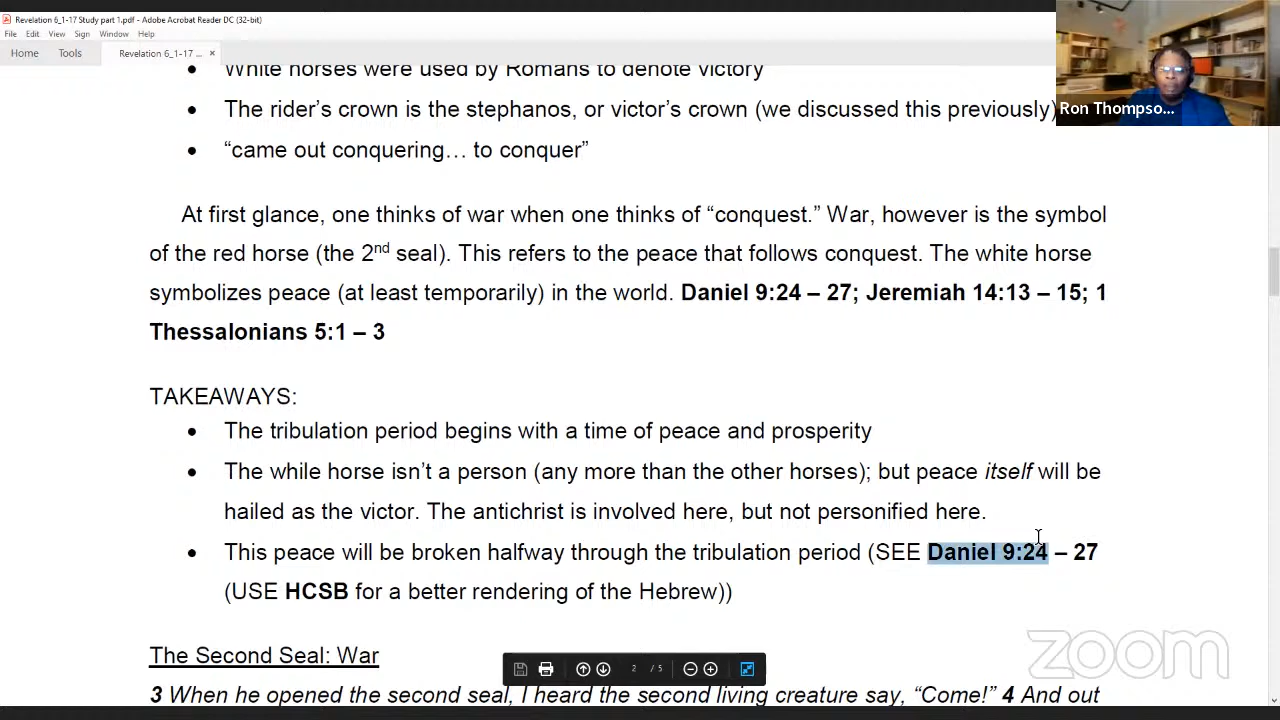 Revelation 6_1-17 Study part 1.pdf - Adobe Acrobat Reader DC (32-bit)
File Edit View Sign Window Help
Home Tools Revelation 6_1-17 ... ×
• White horses were used by Romans to denote victory
• The rider's crown is the stephanos, or victor's crown (we discussed this previously)
Ron Thompso...
• “came out conquering… to conquer”
At first glance, one thinks of war when one thinks of “conquest.” War, however is the symbol
of the red horse (the 2nd seal). This refers to the peace that follows conquest. The white horse
symbolizes peace (at least temporarily) in the world. Daniel 9:24 – 27; Jeremiah 14:13 – 15; 1
Thessalonians 5:1 – 3
TAKEAWAYS:
• The tribulation period begins with a time of peace and prosperity
• The while horse isn’t a person (any more than the other horses); but peace itself will be
hailed as the victor. The antichrist is involved here, but not personified here.
• This peace will be broken halfway through the tribulation period (SEE Daniel 9:24 – 27
(USE HCSB for a better rendering of the Hebrew))
zoom
The Second Seal: War
2 / 5
3 When he opened the second seal, I heard the second living creature say, “Come!” 4 And out